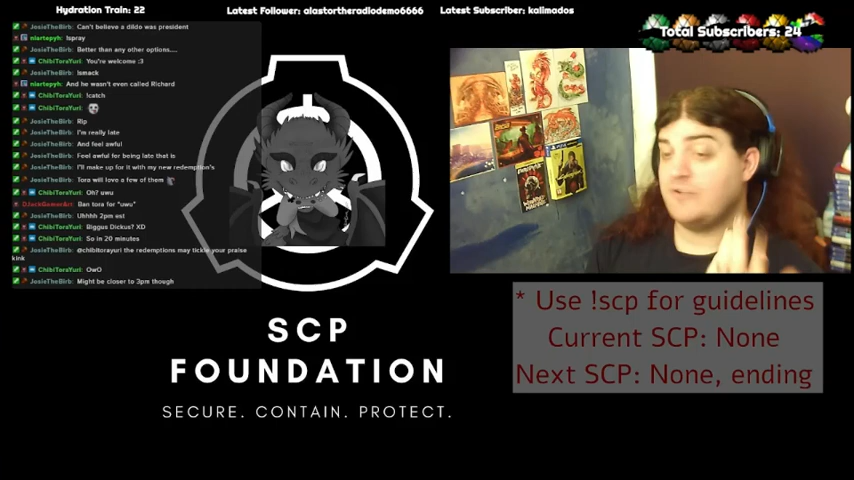 Hydration Train: 22
Latest Follower: alastortheradiodemo6666
Latest Subscriber: kalimados
Total Subscribers: 24
JosieTheBirb: Can't believe a dildo was president
niartepyh: !spray
JosieTheBirb: Better than any other options....
ChibiToraYuri: You're welcome :3
JosieTheBirb: !smack
niartepyh: And he wasn't even called Richard
ChibiToraYuri: !catch
ChibiToraYuri:
JosieTheBirb: Rip
JosieTheBirb: I'm really late
JosieTheBirb: And feel awful
JosieTheBirb: Feel awful for being late that is
JosieTheBirb: I'll make up for it with my new redemption's
JosieTheBirb: Tora will love a few of them
ChibiToraYuri: Oh? uwu
DJackGamerArt: Ban tora for "uwu"
JosieTheBirb: Uhhhh 2pm est
ChibiToraYuri: Biggus Dickus? XD
ChibiToraYuri: So in 20 minutes
JosieTheBirb: @chibitorayuri the redemptions may tickle your praise
kink
ChibiToraYuri: OwO
JosieTheBirb: Might be closer to 3pm though
SCP
FOUNDATION
SECURE. CONTAIN. PROTECT.
* Use !scp for guidelines
Current SCP: None
Next SCP: None, ending